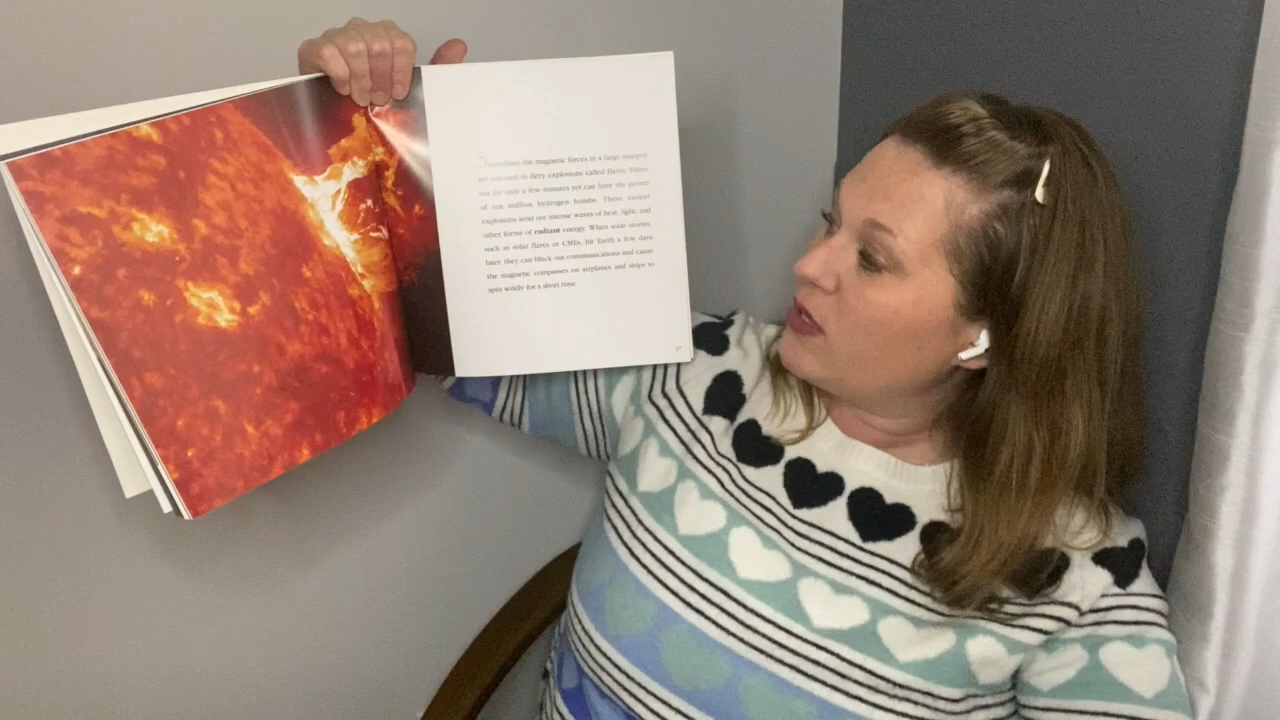 Sometimes the magnetic forces in a large sunspot
are released in fiery explosions called flares. Flares
last for only a few minutes yet can have the power
of ten million hydrogen bombs. These violent
explosions send out intense waves of heat, light, and
other forms of radiant energy. When solar storms,
such as solar flares or CMEs, hit Earth a few days
later, they can black out communications and cause
the magnetic compasses on airplanes and ships to
spin wildly for a short time.
27